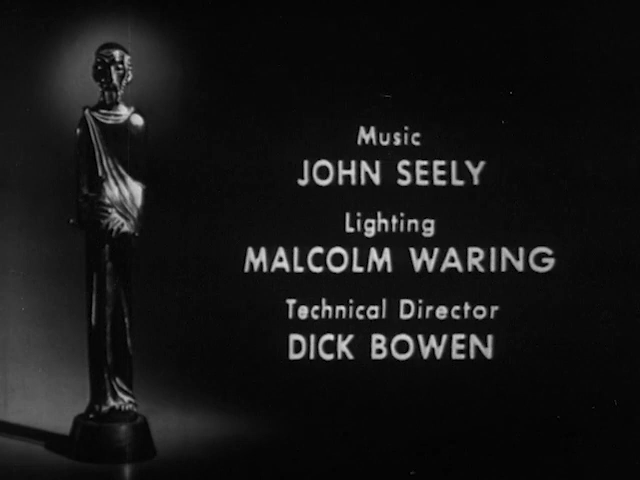 Music
JOHN SEELY
Lighting
MALCOLM WARING
Technical Director
DICK BOWEN